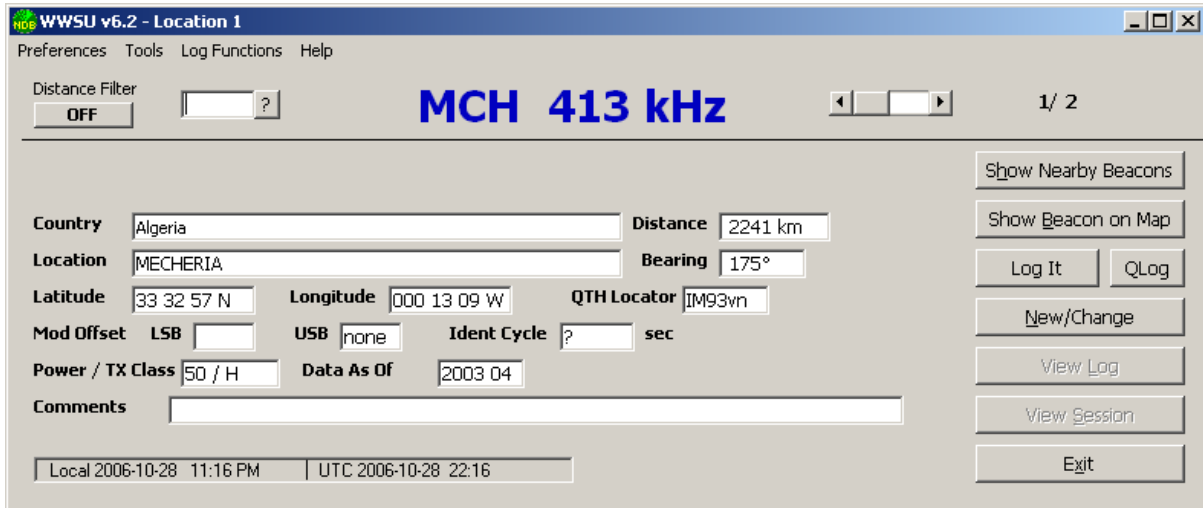 NDB WWSU v6.2 - Location 1
Preferences Tools Log Functions Help
Distance Filter
OFF ? MCH 413 kHz 1/ 2
Show Nearby Beacons
Country Algeria Distance 2241 km Show Beacon on Map
Location MECHERIA Bearing 175° Log It QLog
Latitude 33 32 57 N Longitude 000 13 09 W QTH Locator IM93vn
New/Change
Mod Offset LSB USB none Ident Cycle ? sec
Power / TX Class 50 / H Data As Of 2003 04 View Log
Comments View Session
Local 2006-10-28 11:16 PM UTC 2006-10-28 22:16 Exit